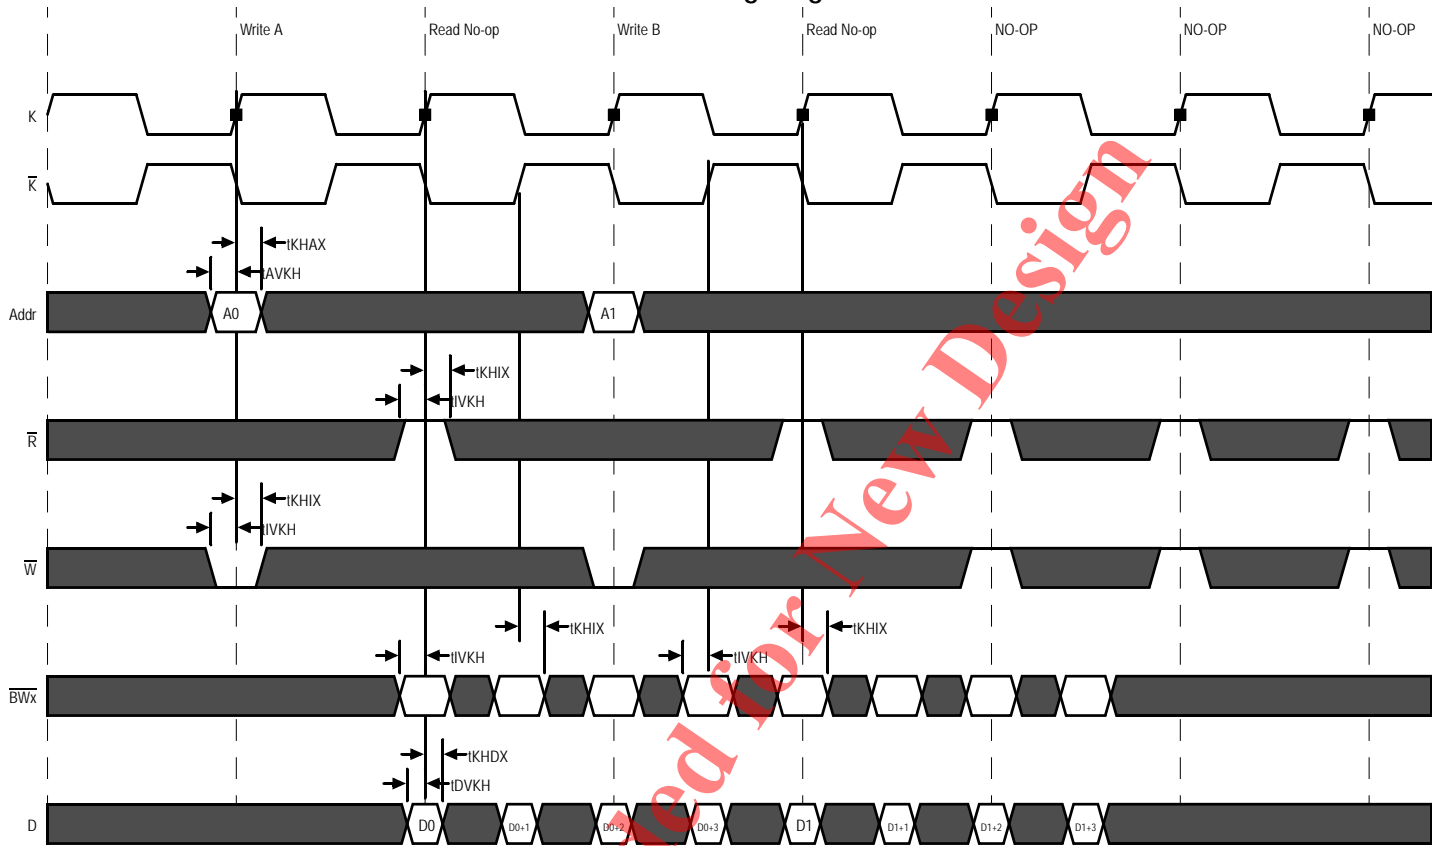 Write A Read No-op Write B Read No-op NO-OP NO-OP NO-OP
K
K
tKHAX
tAVKH
Addr A0 A1
tKHIX
tIVKH
R
tKHIX
tIVKH
W
tKHIX tKHIX
tIVKH tIVKH
BWx
tKHDX
tDVKH
D D0 D0+1 D0+2 D0+3 D1 D1+1 D1+2 D1+3
ed for New Design